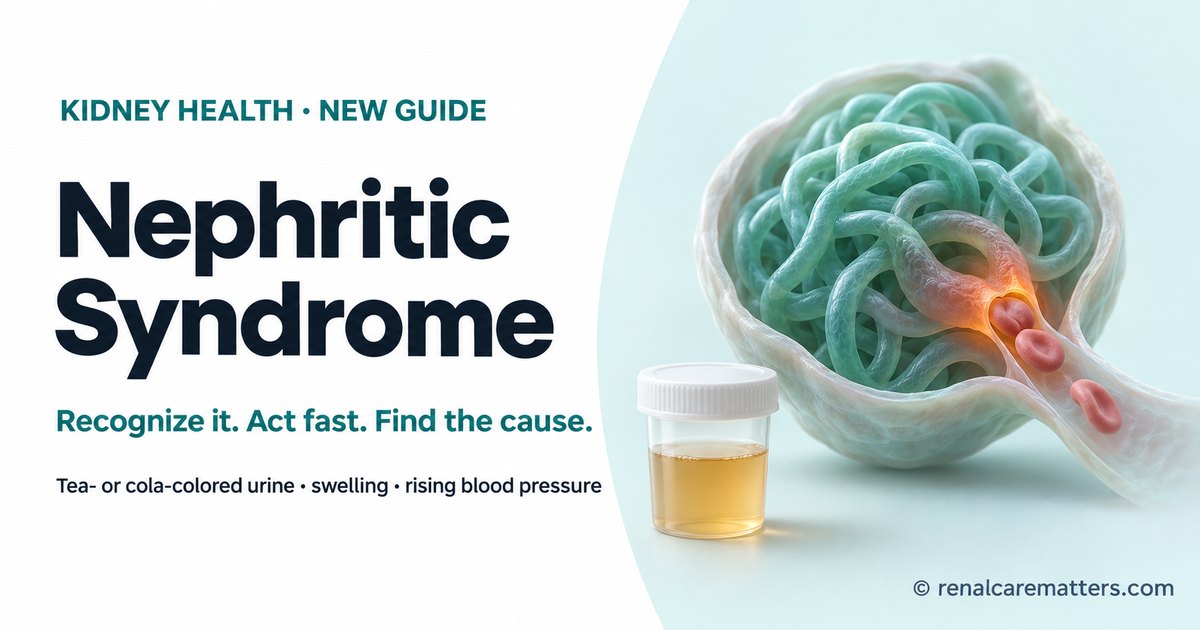 KIDNEY HEALTH • NEW GUIDE
Nephritic
Syndrome
Recognize it. Act fast. Find the cause.
Tea- or cola-colored urine • swelling • rising blood pressure
© renalcarematters.com